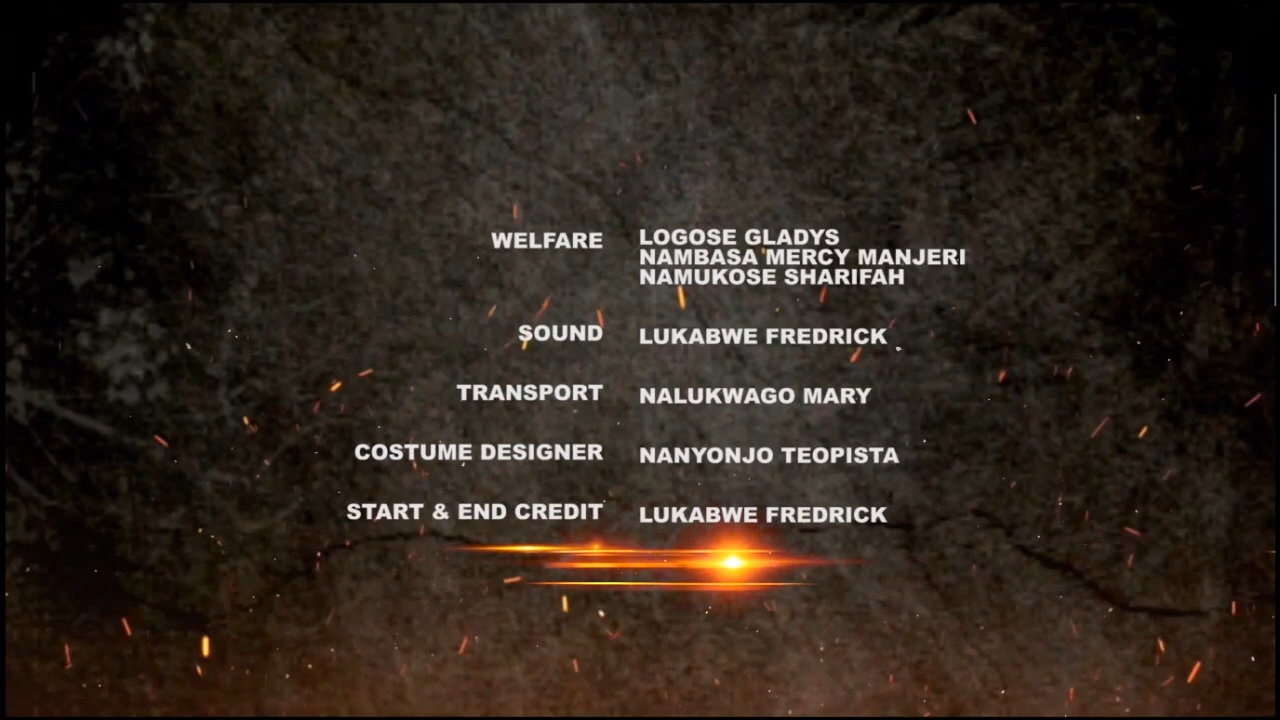 WELFARE LOGOSE GLADYS
NAMBASA MERCY MANJERI
NAMUKOSE SHARIFAH
SOUND LUKABWE FREDRICK
TRANSPORT NALUKWAGO MARY
COSTUME DESIGNER NANYONJO TEOPISTA
START & END CREDIT LUKABWE FREDRICK